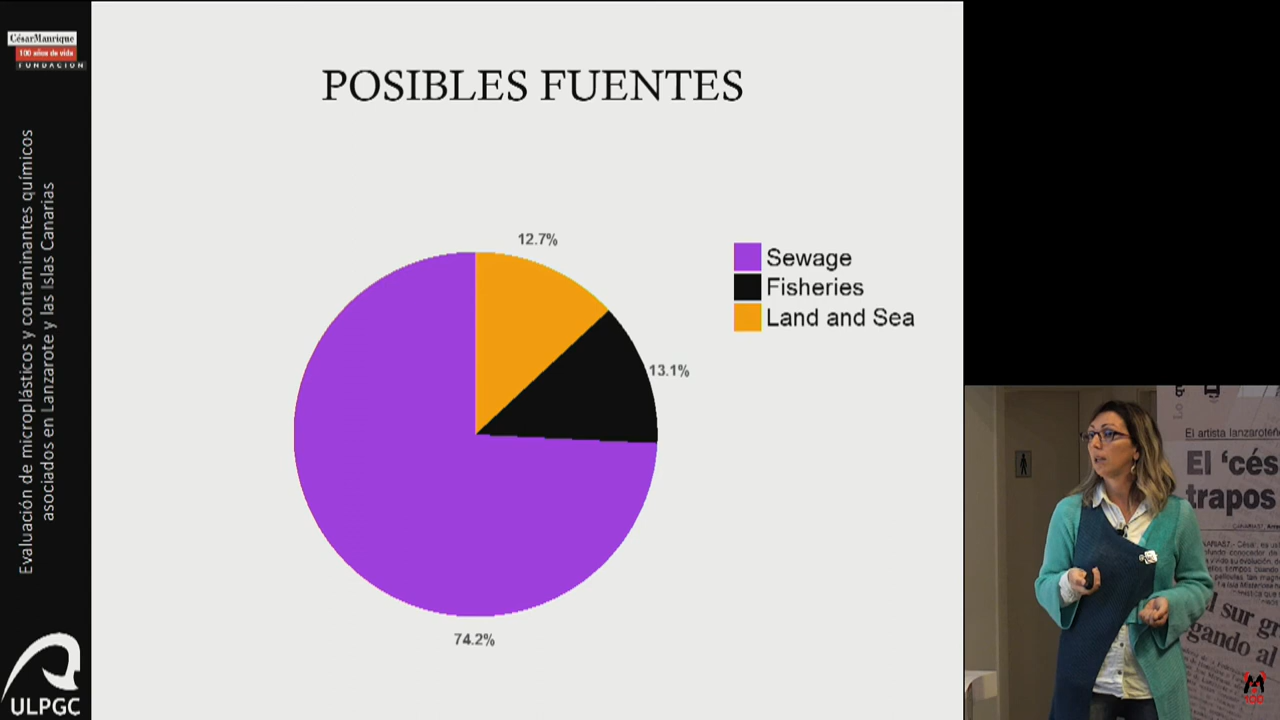 CésarManrique
100 años de vida
FUNDACIÓN
Evaluación de microplásticos y contaminantes químicos
asociados en Lanzarote y las Islas Canarias
ULPGC
POSIBLES FUENTES
12.7%
13.1%
74.2%
Sewage
Fisheries
Land and Sea
El artista lanzaroteñ
El ‘cés
trapos
sur gr
gando al
100